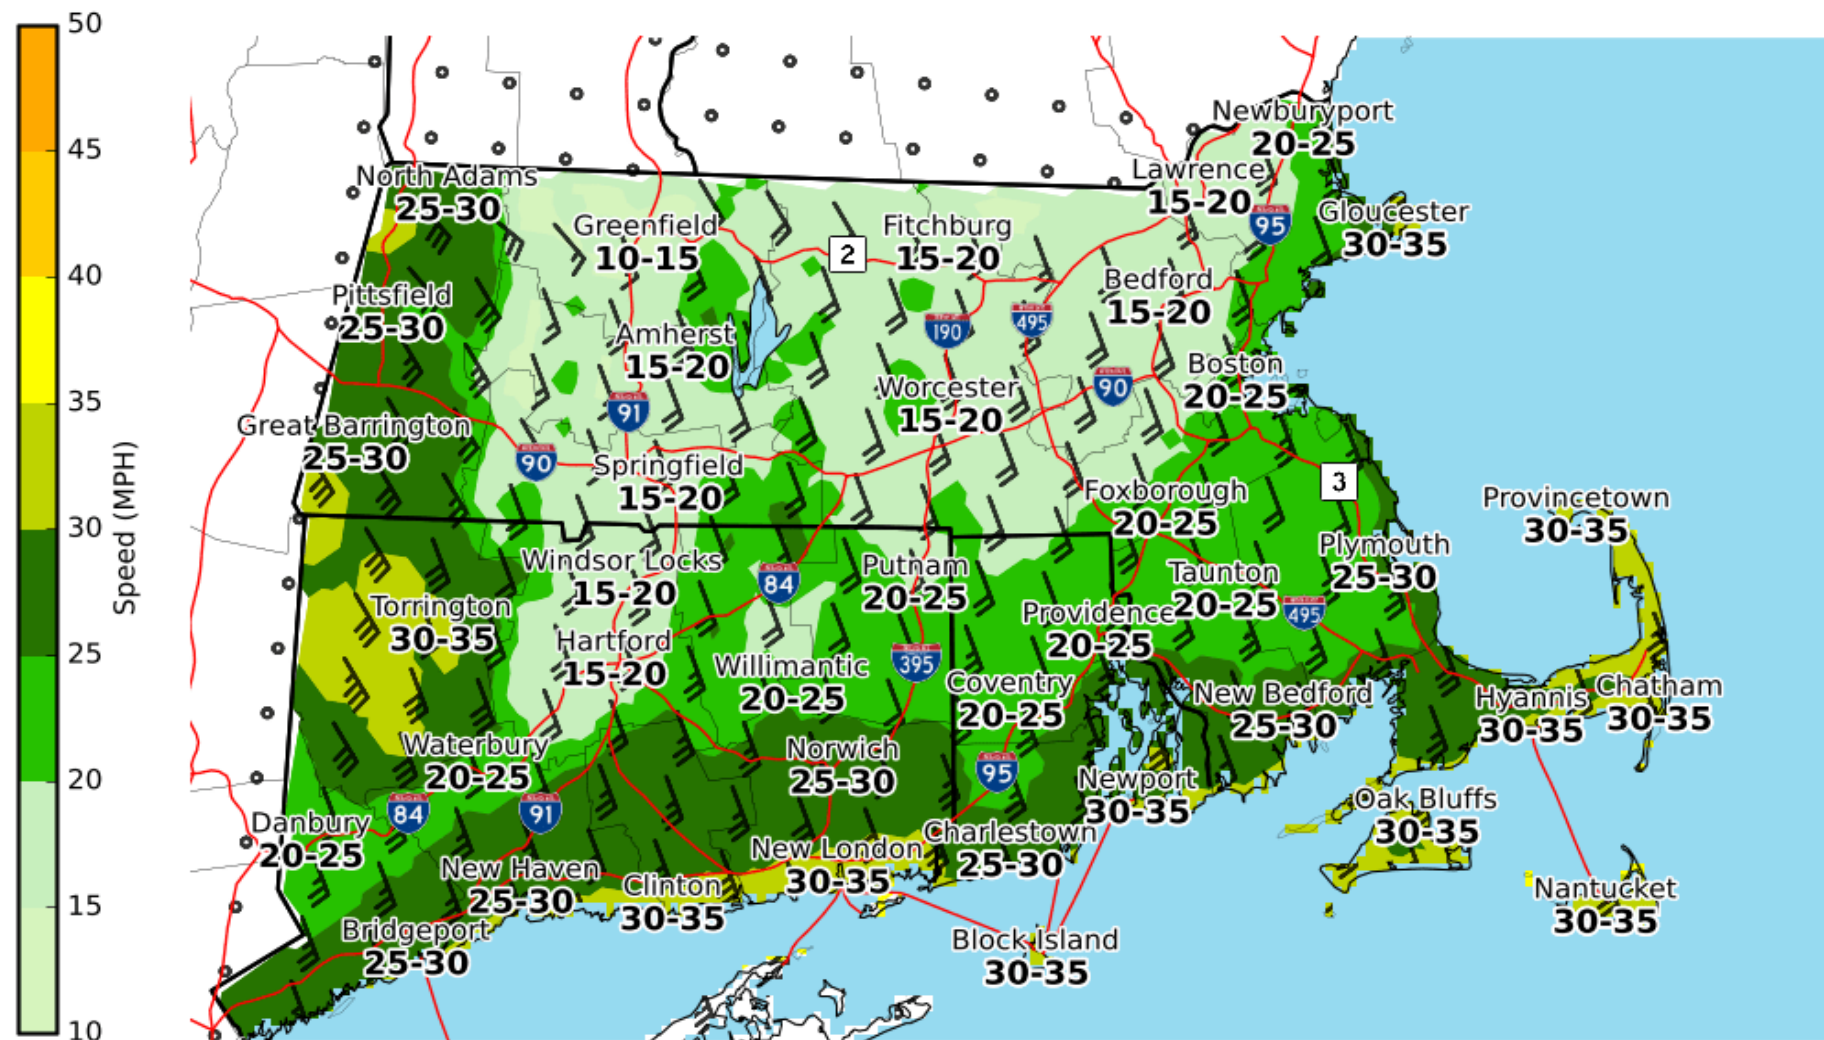 50
45
40
35
30
25
20
15
10
Speed (MPH)
Newburyport
20-25
North Adams
25-30
Lawrence
15-20
Greenfield
10-15
2
Fitchburg
15-20
95
Gloucester
30-35
Pittsfield
25-30
Amherst
15-20
190
495
Bedford
15-20
91
Worcester
15-20
90
Boston
20-25
Great Barrington
25-30
90
Springfield
15-20
Foxborough
20-25
3
Provincetown
30-35
Windsor Locks
15-20
84
Putnam
20-25
Taunton
20-25
Plymouth
25-30
Torrington
30-35
Hartford
15-20
Willimantic
20-25
395
Providence
20-25
495
Coventry
20-25
New Bedford
25-30
Hyannis
30-35
Chatham
30-35
Waterbury
20-25
Norwich
25-30
95
Newport
30-35
Oak Bluffs
30-35
Danbury
20-25
84
91
New Haven
25-30
Clinton
30-35
New London
30-35
Charlestown
25-30
Nantucket
30-35
Bridgeport
25-30
Block Island
30-35